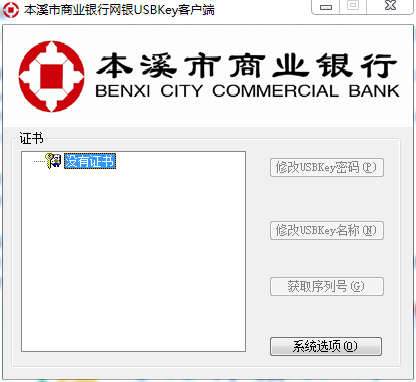 本溪市商业银行网银USBKey客户端
本溪市商业银行
BENXI CITY COMMERCIAL BANK
证书
没有证书
修改USBKey密码(P)
修改USBKey名称(N)
获取序列号(G)
系统选项(O)